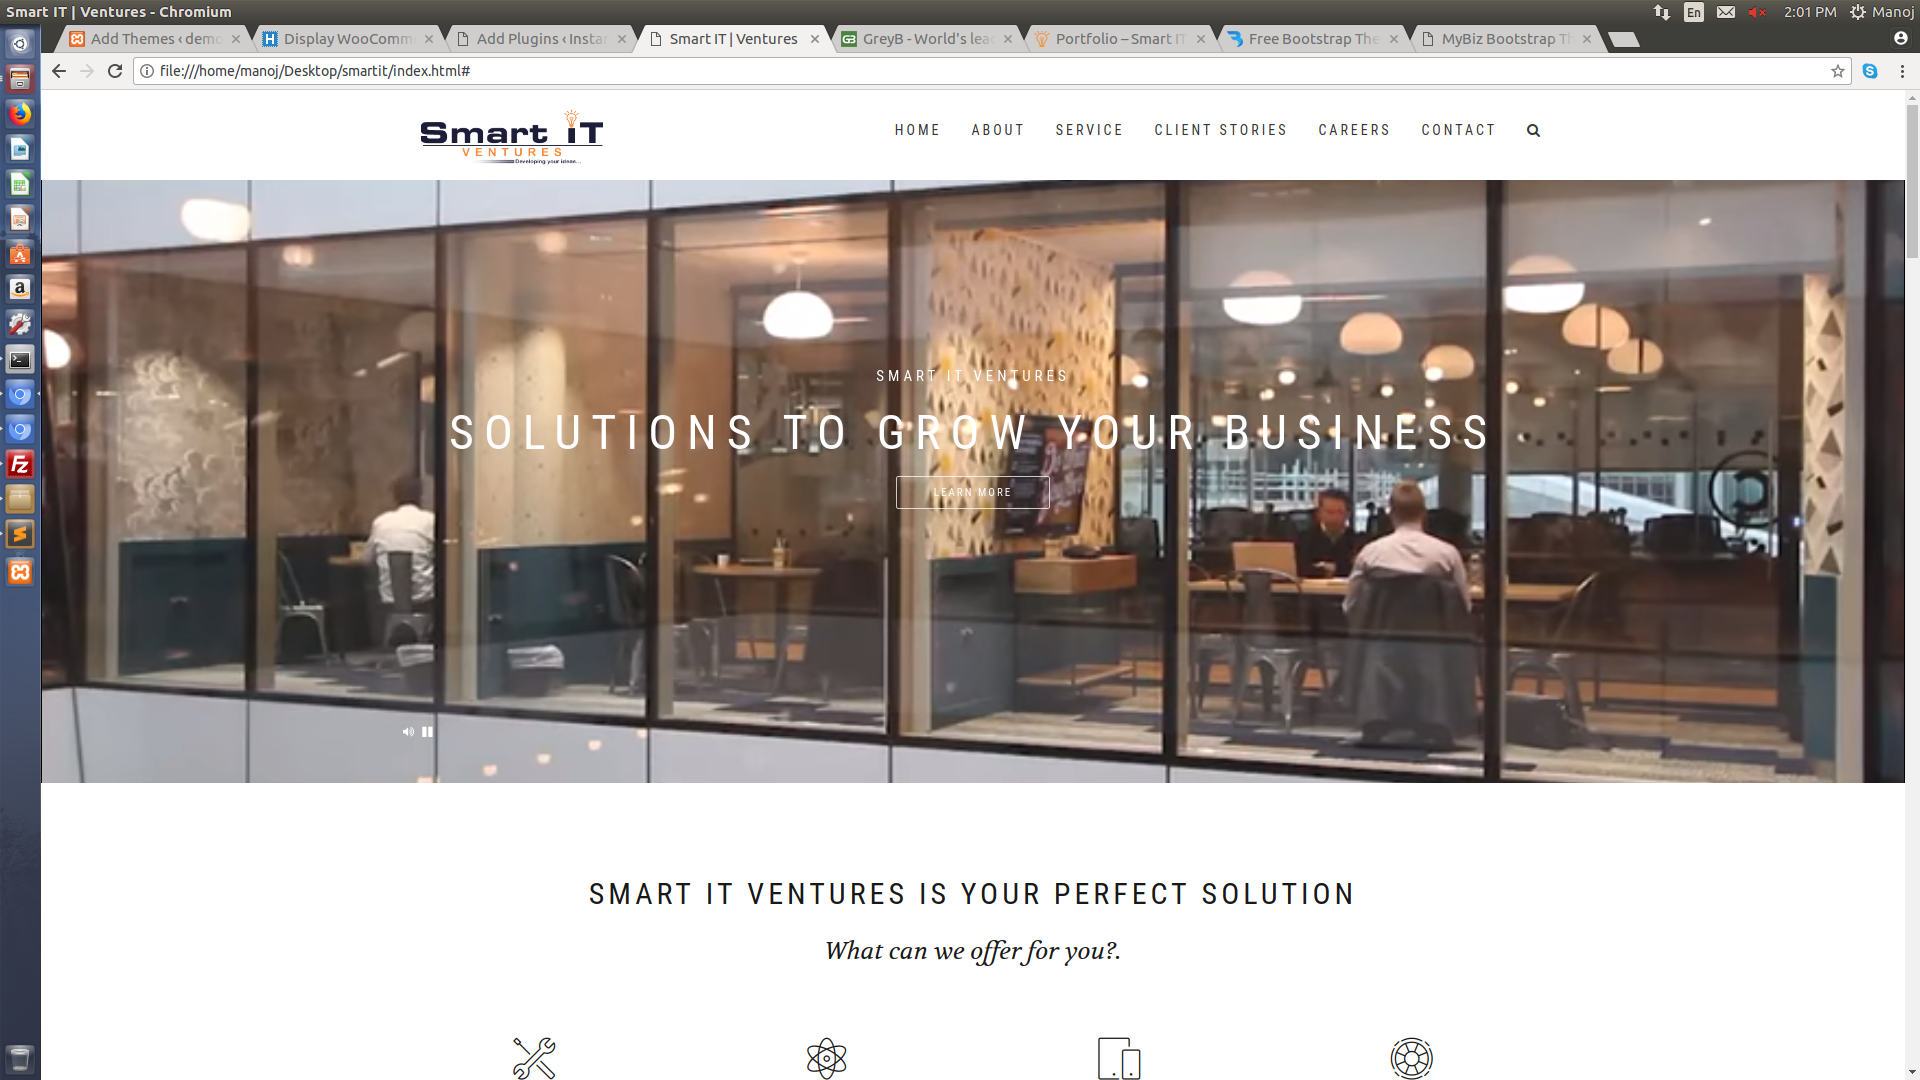 Smart IT | Ventures - Chromium
En
2:01 PM
Manoj
Add Themes ‹ demo
Display WooComm
Add Plugins ‹ Instan
Smart IT | Ventures
GreyB - World's lea
Portfolio – Smart IT
Free Bootstrap The
MyBiz Bootstrap Th
file:///home/manoj/Desktop/smartit/index.html#
Smart iT
VENTURES
Developing your ideas...
HOME
ABOUT
SERVICE
CLIENT STORIES
CAREERS
CONTACT
SMART IT VENTURES
SOLUTIONS TO GROW YOUR BUSINESS
LEARN MORE
SMART IT VENTURES IS YOUR PERFECT SOLUTION
What can we offer for you?.